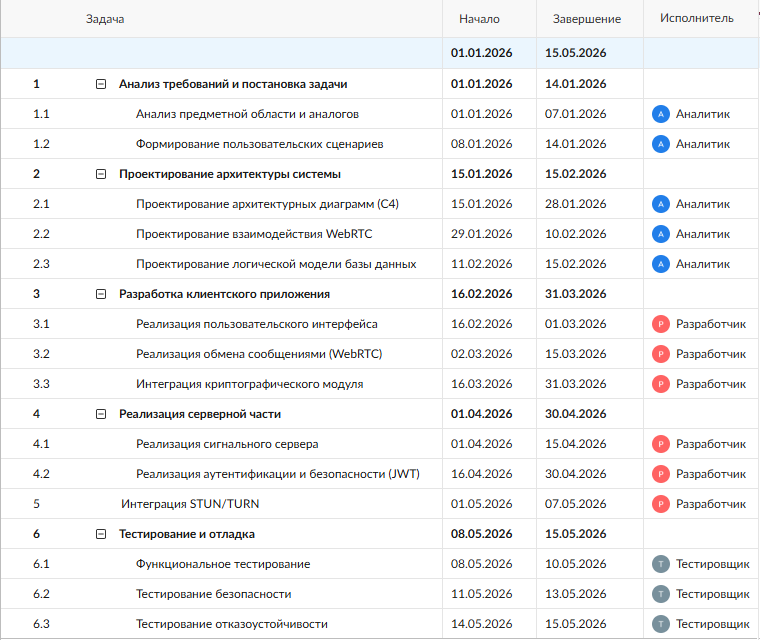 Задача Начало Завершение Исполнитель
01.01.2026 15.05.2026
1 Анализ требований и постановка задачи 01.01.2026 14.01.2026
1.1 Анализ предметной области и аналогов 01.01.2026 07.01.2026 А Аналитик
1.2 Формирование пользовательских сценариев 08.01.2026 14.01.2026 А Аналитик
2 Проектирование архитектуры системы 15.01.2026 15.02.2026
2.1 Проектирование архитектурных диаграмм (C4) 15.01.2026 28.01.2026 А Аналитик
2.2 Проектирование взаимодействия WebRTC 29.01.2026 10.02.2026 А Аналитик
2.3 Проектирование логической модели базы данных 11.02.2026 15.02.2026 А Аналитик
3 Разработка клиентского приложения 16.02.2026 31.03.2026
3.1 Реализация пользовательского интерфейса 16.02.2026 01.03.2026 Р Разработчик
3.2 Реализация обмена сообщениями (WebRTC) 02.03.2026 15.03.2026 Р Разработчик
3.3 Интеграция криптографического модуля 16.03.2026 31.03.2026 Р Разработчик
4 Реализация серверной части 01.04.2026 30.04.2026
4.1 Реализация сигнального сервера 01.04.2026 15.04.2026 Р Разработчик
4.2 Реализация аутентификации и безопасности (JWT) 16.04.2026 30.04.2026 Р Разработчик
5 Интеграция STUN/TURN 01.05.2026 07.05.2026 Р Разработчик
6 Тестирование и отладка 08.05.2026 15.05.2026
6.1 Функциональное тестирование 08.05.2026 10.05.2026 Т Тестировщик
6.2 Тестирование безопасности 11.05.2026 13.05.2026 Т Тестировщик
6.3 Тестирование отказоустойчивости 14.05.2026 15.05.2026 Т Тестировщик